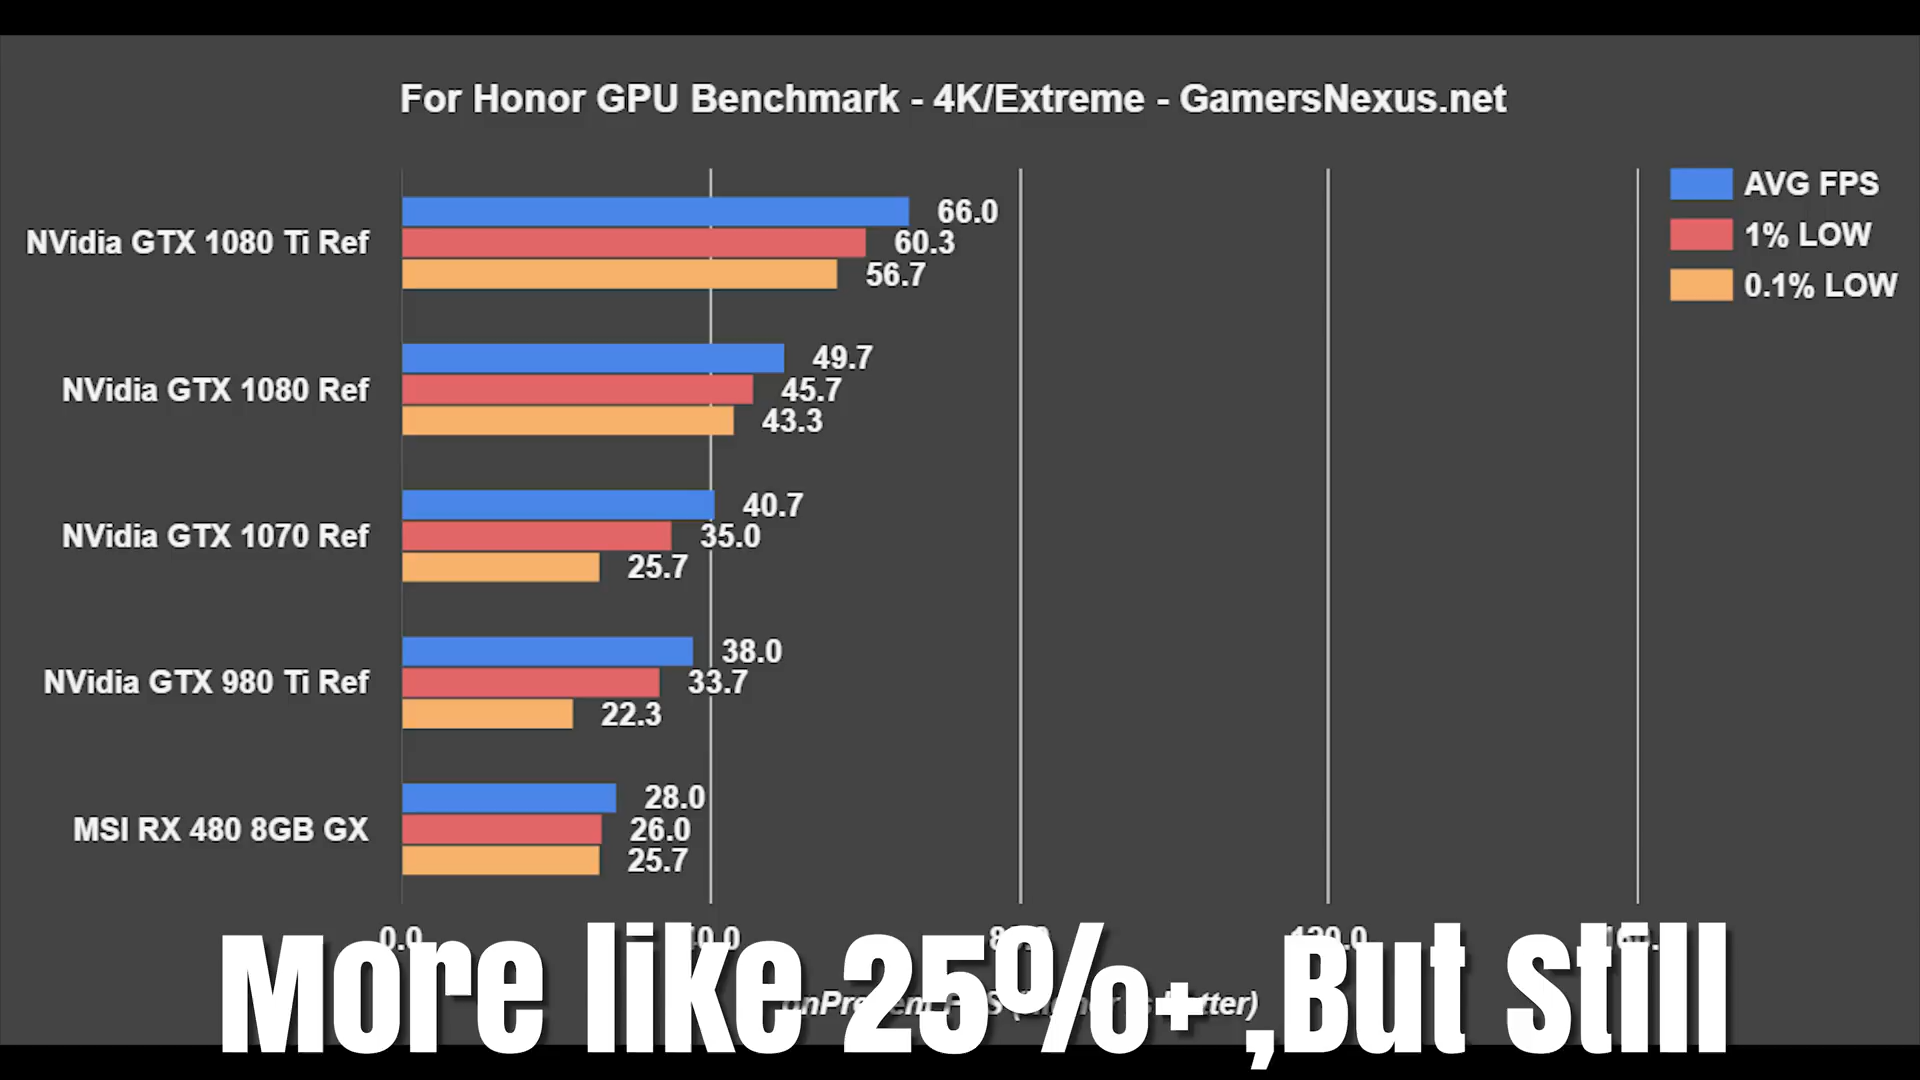 For Honor GPU Benchmark - 4K/Extreme - GamersNexus.net
AVG FPS
1% LOW
0.1% LOW
NVidia GTX 1080 Ti Ref
66.0
60.3
56.7
NVidia GTX 1080 Ref
49.7
45.7
43.3
NVidia GTX 1070 Ref
40.7
35.0
25.7
NVidia GTX 980 Ti Ref
38.0
33.7
22.3
MSI RX 480 8GB GX
28.0
26.0
25.7
0.0
More like 25%+ ,But Still